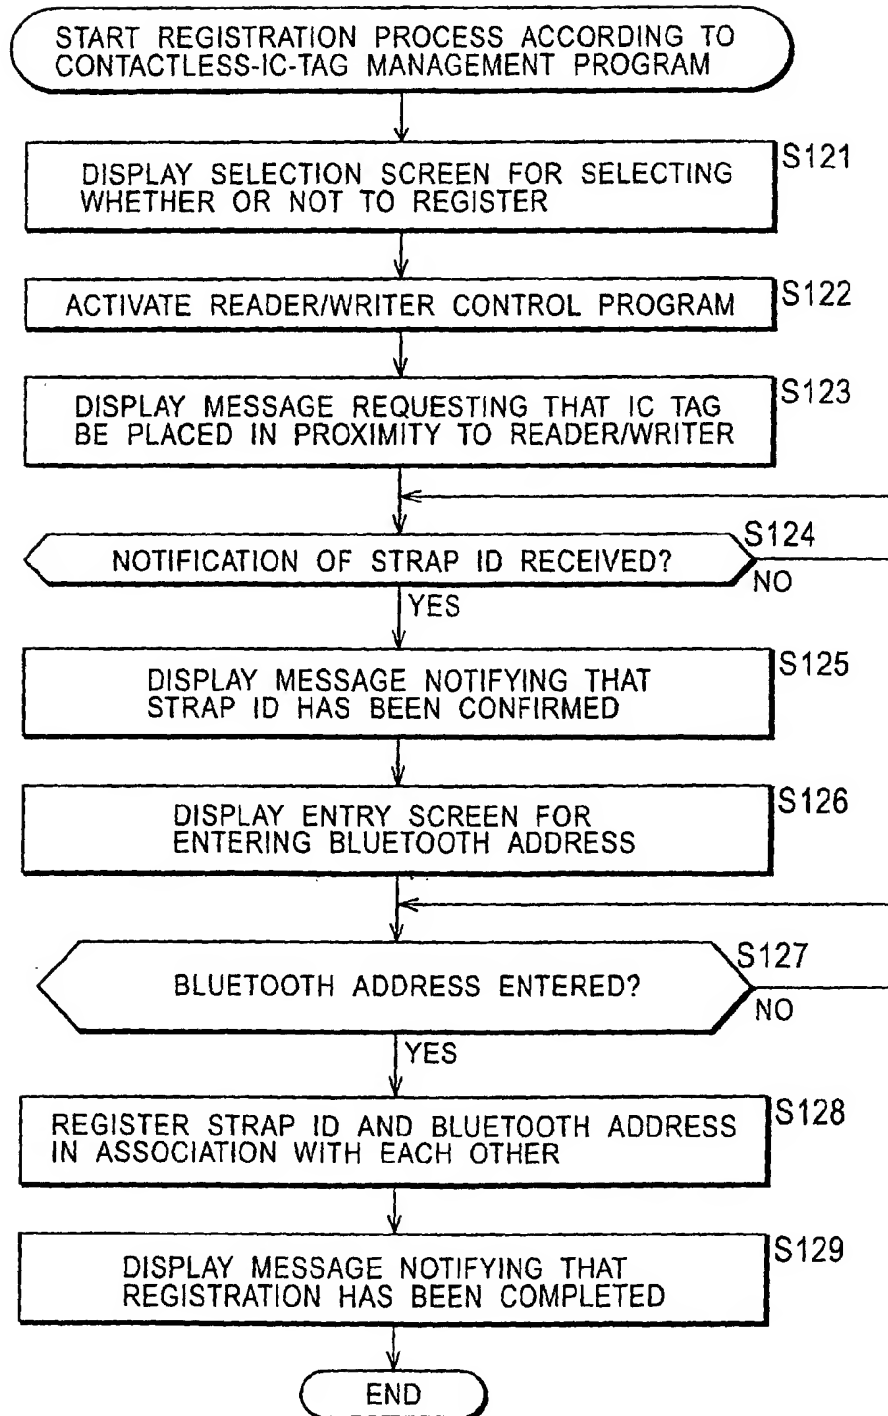 START REGISTRATION PROCESS ACCORDING TO
CONTACTLESS-IC-TAG MANAGEMENT PROGRAM
S121
DISPLAY SELECTION SCREEN FOR SELECTING
WHETHER OR NOT TO REGISTER
S122
ACTIVATE READER/WRITER CONTROL PROGRAM
S123
DISPLAY MESSAGE REQUESTING THAT IC TAG
BE PLACED IN PROXIMITY TO READER/WRITER
S124
NOTIFICATION OF STRAP ID RECEIVED?
NO
YES
S125
DISPLAY MESSAGE NOTIFYING THAT
STRAP ID HAS BEEN CONFIRMED
S126
DISPLAY ENTRY SCREEN FOR
ENTERING BLUETOOTH ADDRESS
S127
BLUETOOTH ADDRESS ENTERED?
NO
YES
S128
REGISTER STRAP ID AND BLUETOOTH ADDRESS
IN ASSOCIATION WITH EACH OTHER
S129
DISPLAY MESSAGE NOTIFYING THAT
REGISTRATION HAS BEEN COMPLETED
END